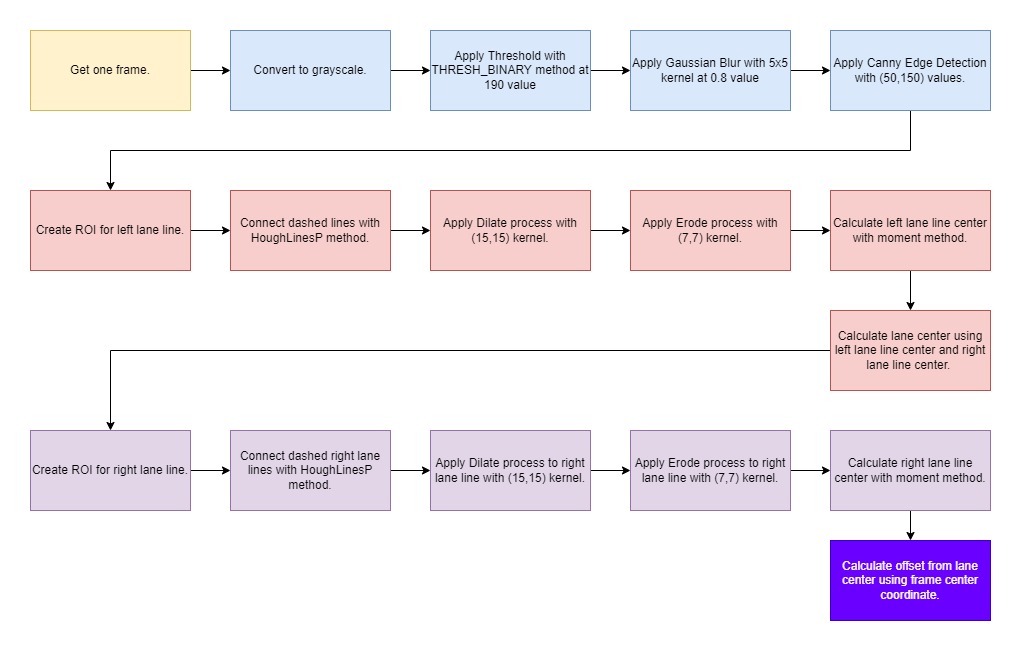 Get one frame.
Convert to grayscale.
Apply Threshold with
THRESH_BINARY method at
190 value
Apply Gaussian Blur with 5x5
kernel at 0.8 value
Apply Canny Edge Detection
with (50,150) values.
Create ROI for left lane line.
Connect dashed lines with
HoughLinesP method.
Apply Dilate process with
(15,15) kernel.
Apply Erode process with
(7,7) kernel.
Calculate left lane line center
with moment method.
Calculate lane center using
left lane line center and right
lane line center.
Create ROI for right lane line.
Connect dashed right lane
lines with HoughLinesP
method.
Apply Dilate process to right
lane line with (15,15) kernel.
Apply Erode process to right
lane line with (7,7) kernel.
Calculate right lane line
center with moment method.
Calculate offset from lane
center using frame center
coordinate.